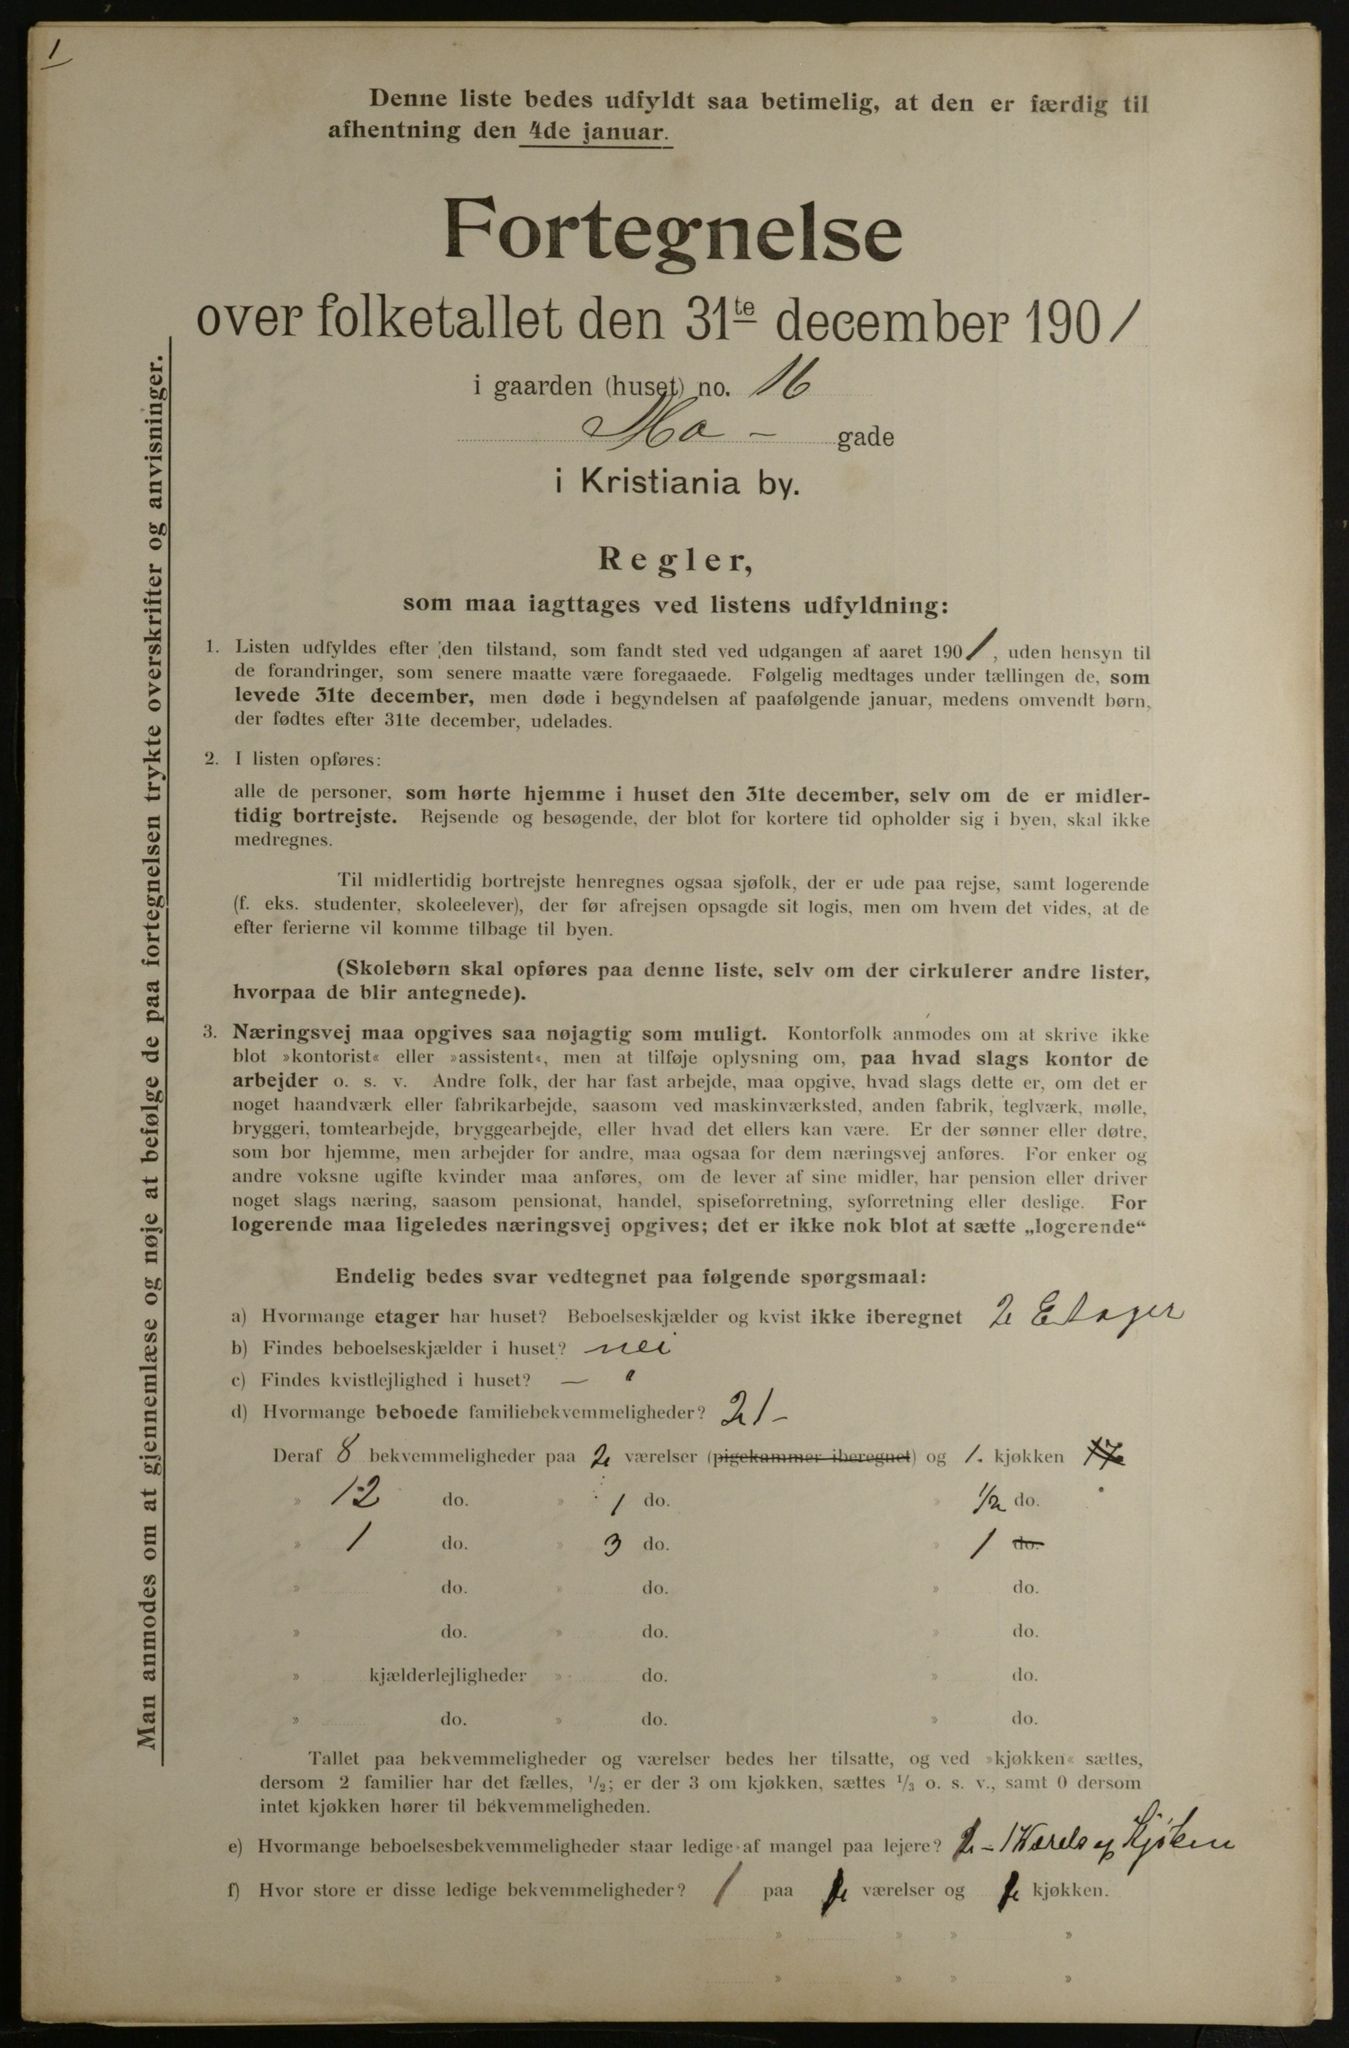 1
Denne liste bedes udfyldt saa betimelig, at den er færdig til
afhentning den 4de januar.
Fortegnelse
over folketallet den 31te december 1901
i gaarden (huset) no. 16
Mo - gade
i Kristiania by.
Regler,
som maa iagttages ved listens udfyldning:
1. Listen udfyldes efter den tilstand, som fandt sted ved udgangen af aaret 1901, uden hensyn til
de forandringer, som senere maatte være foregaaede. Følgelig medtages under tællingen de, som
levede 31te december, men døde i begyndelsen af paafølgende januar, medens omvendt børn,
der fødtes efter 31te december, udelades.
2. I listen opføres:
alle de personer, som hørte hjemme i huset den 31te december, selv om de er midler-
tidig bortrejste. Rejsende og besøgende, der blot for kortere tid opholder sig i byen, skal ikke
medregnes.
Til midlertidig bortrejste henregnes ogsaa sjøfolk, der er ude paa rejse, samt logerende
(f. eks. studenter, skoleelever), der før afrejsen opsagde sit logis, men om hvem det vides, at de
efter ferierne vil komme tilbage til byen.
(Skolebørn skal opføres paa denne liste, selv om der cirkulerer andre lister,
hvorpaa de blir antegnede).
3. Næringsvej maa opgives saa nøjagtig som muligt. Kontorfolk anmodes om at skrive ikke
blot »kontorist« eller »assistent«, men at tilføje oplysning om, paa hvad slags kontor de
arbejder o. s. v. Andre folk, der har fast arbejde, maa opgive, hvad slags dette er, om det er
noget haandværk eller fabrikarbejde, saasom ved maskinværksted, anden fabrik, teglværk, mølle,
bryggeri, tomtearbejde, bryggearbejde, eller hvad det ellers kan være. Er der sønner eller døtre,
som bor hjemme, men arbejder for andre, maa ogsaa for dem næringsvej anføres. For enker og
andre voksne ugifte kvinder maa anføres, om de lever af sine midler, har pension eller driver
noget slags næring, saasom pensionat, handel, spiseforretning, syforretning eller deslige. For
logerende maa ligeledes næringsvej opgives; det er ikke nok blot at sætte „logerende“
Endelig bedes svar vedtegnet paa følgende spørgsmaal:
a) Hvormange etager har huset? Beboelseskjælder og kvist ikke iberegnet 2 Etager
b) Findes beboelseskjælder i huset? nei
c) Findes kvistlejlighed i huset? — "
d) Hvormange beboede familiebekvemmeligheder? 21 -
Deraf 8 bekvemmeligheder paa 2 værelser (pigekammer iberegnet) og 1. kjøkken
» 12 do. » 1 do. » 1/2 do.
» 1 do. » 3 do. » 1 do.
» do. » do. » do.
» do. » do. » do.
» kjælderlejligheder » do. » do.
» do. » do. » do.
Tallet paa bekvemmeligheder og værelser bedes her tilsatte, og ved »kjøkken« sættes,
dersom 2 familier har det fælles, 1/2; er der 3 om kjøkken, sættes 1/3 o. s. v., samt 0 dersom
intet kjøkken hører til bekvemmeligheden.
e) Hvormange beboelsesbekvemmeligheder staar ledige af mangel paa lejere? 2 - 1 Værels og Kjøken
f) Hvor store er disse ledige bekvemmeligheder? 1 paa værelser og kjøkken.
» » » »
» » » »
Man anmodes om at gjennemlæse og nøje at befølge de paa fortegnelsen trykte overskrifter og anvisninger.